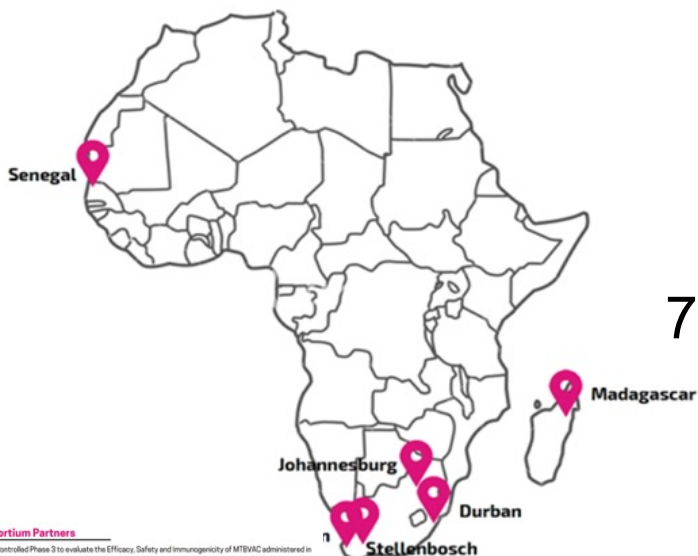 Senegal
7
Madagascar
Johannesburg
Durban
n
Stellenbosch
ortium Partners
controlled Phase 3 to evaluate the Efficacy, Safety and Immunogenicity of MTBVAC administered in